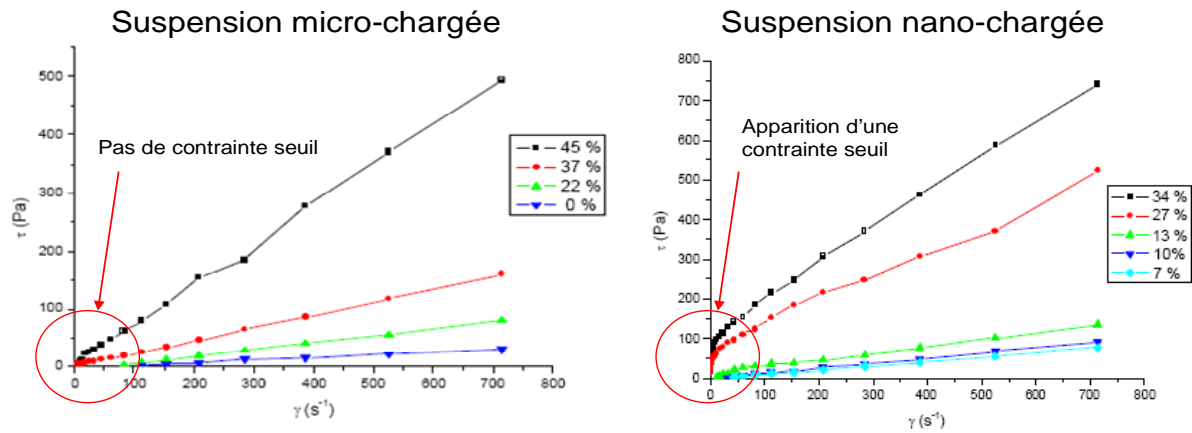 Suspension micro-chargée
500
400
300
200
100
0
τ (Pa)
0 100 200 300 400 500 600 700 800
γ (s⁻¹)
Pas de contrainte seuil
45 %
37 %
22 %
0 %
Suspension nano-chargée
800
700
600
500
400
300
200
100
0
τ (Pa)
0 100 200 300 400 500 600 700 800
γ (s⁻¹)
Apparition d'une
contrainte seuil
34 %
27 %
13 %
10%
7 %